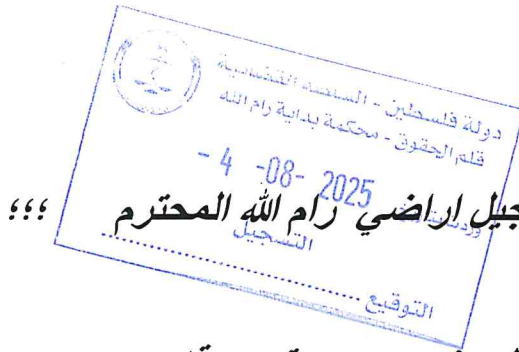 دولة فلسطين - السلطة القضائية
قلم الحقوق - محكمة بداية رام الله
- 4 -08- 2025
جيل اراضي رام الله المحترم ؛؛؛
التسجيل
التوقيع ....................